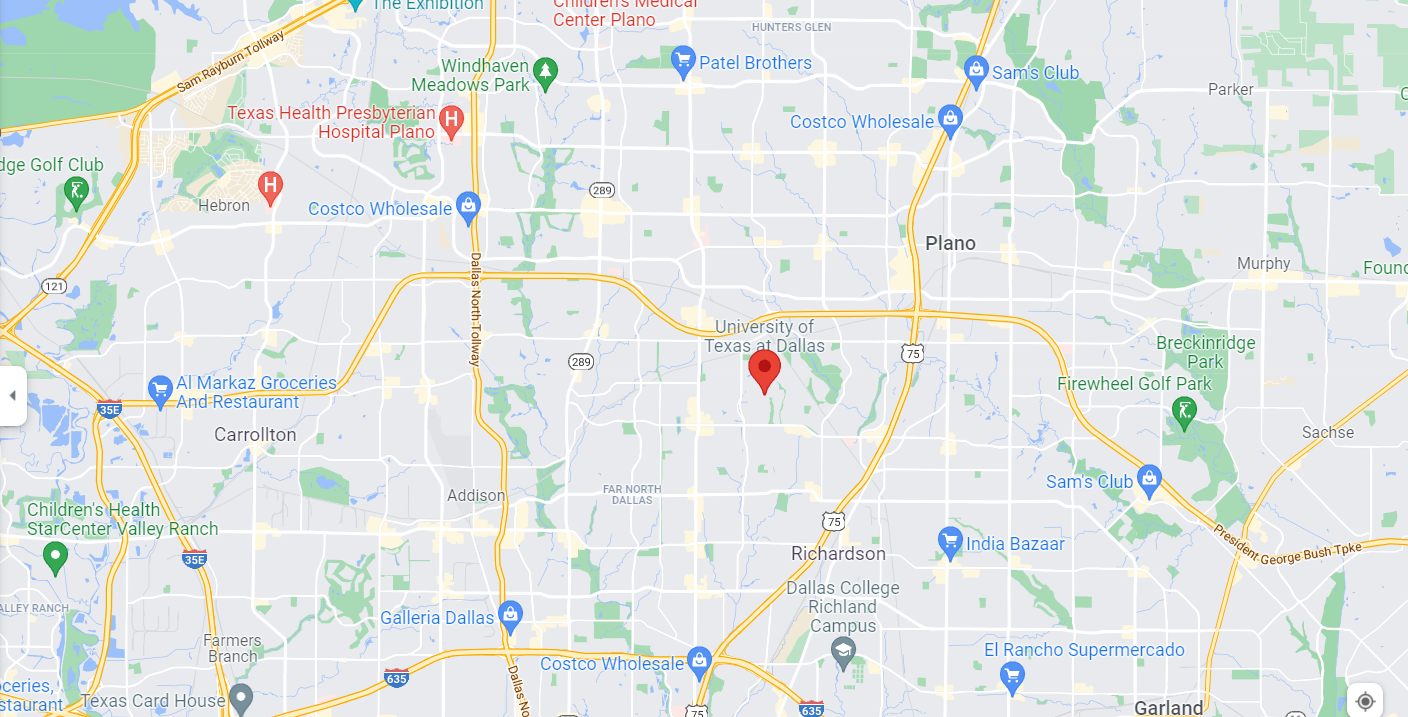 The Exhibition
Children's Medical
Center Plano
HUNTERS GLEN
Sam Rayburn Tollway
Windhaven
Meadows Park
Patel Brothers
Sam's Club
Parker
Texas Health Presbyterian
Hospital Plano
H
Costco Wholesale
dge Golf Club
H
Hebron
289
Costco Wholesale
Plano
Murphy
Foun
121
Dallas North Tollway
University of
Texas at Dallas
75
289
Breckinridge
Park
Al Markaz Groceries
And Restaurant
Firewheel Golf Park
35E
Carrollton
Sachse
Sam's Club
Addison
FAR NORTH
DALLAS
Children's Health
StarCenter Valley Ranch
75
President George Bush Tpke
35E
Richardson
India Bazaar
Dallas College
Richland
Campus
ALLEY RANCH
Galleria Dallas
Farmers
Branch
El Rancho Supermercado
Costco Wholesale
635
Dallas No
oceries,
staurant
Texas Card House
75
635
Garland